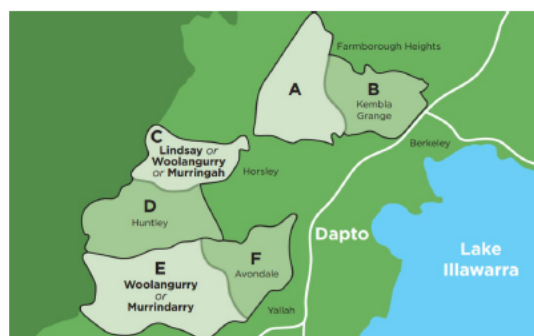 Farmborough Heights
A
B
Kembla
Grange
C
Lindsay or
Woolangurry
or Murringah
Horsley
Berkeley
D
Huntley
Dapto
Lake
Illawarra
E
Woolangurry
or
Murrindarry
F
Avondale
Yallah